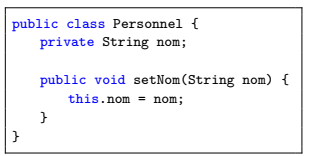 public class Personnel {
    private String nom;

    public void setNom(String nom) {
        this.nom = nom;
    }
}